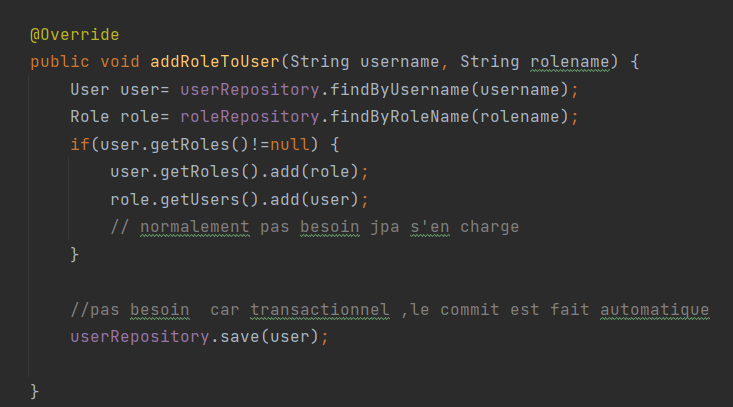 @Override
public void addRoleToUser(String username, String rolename) {
User user= userRepository.findByUsername(username);
Role role= roleRepository.findByRoleName(rolename);
if(user.getRoles()!=null) {
user.getRoles().add(role);
role.getUsers().add(user);
// normalement pas besoin jpa s'en charge
}
//pas besoin  car transactionnel ,le commit est fait automatique
userRepository.save(user);
}